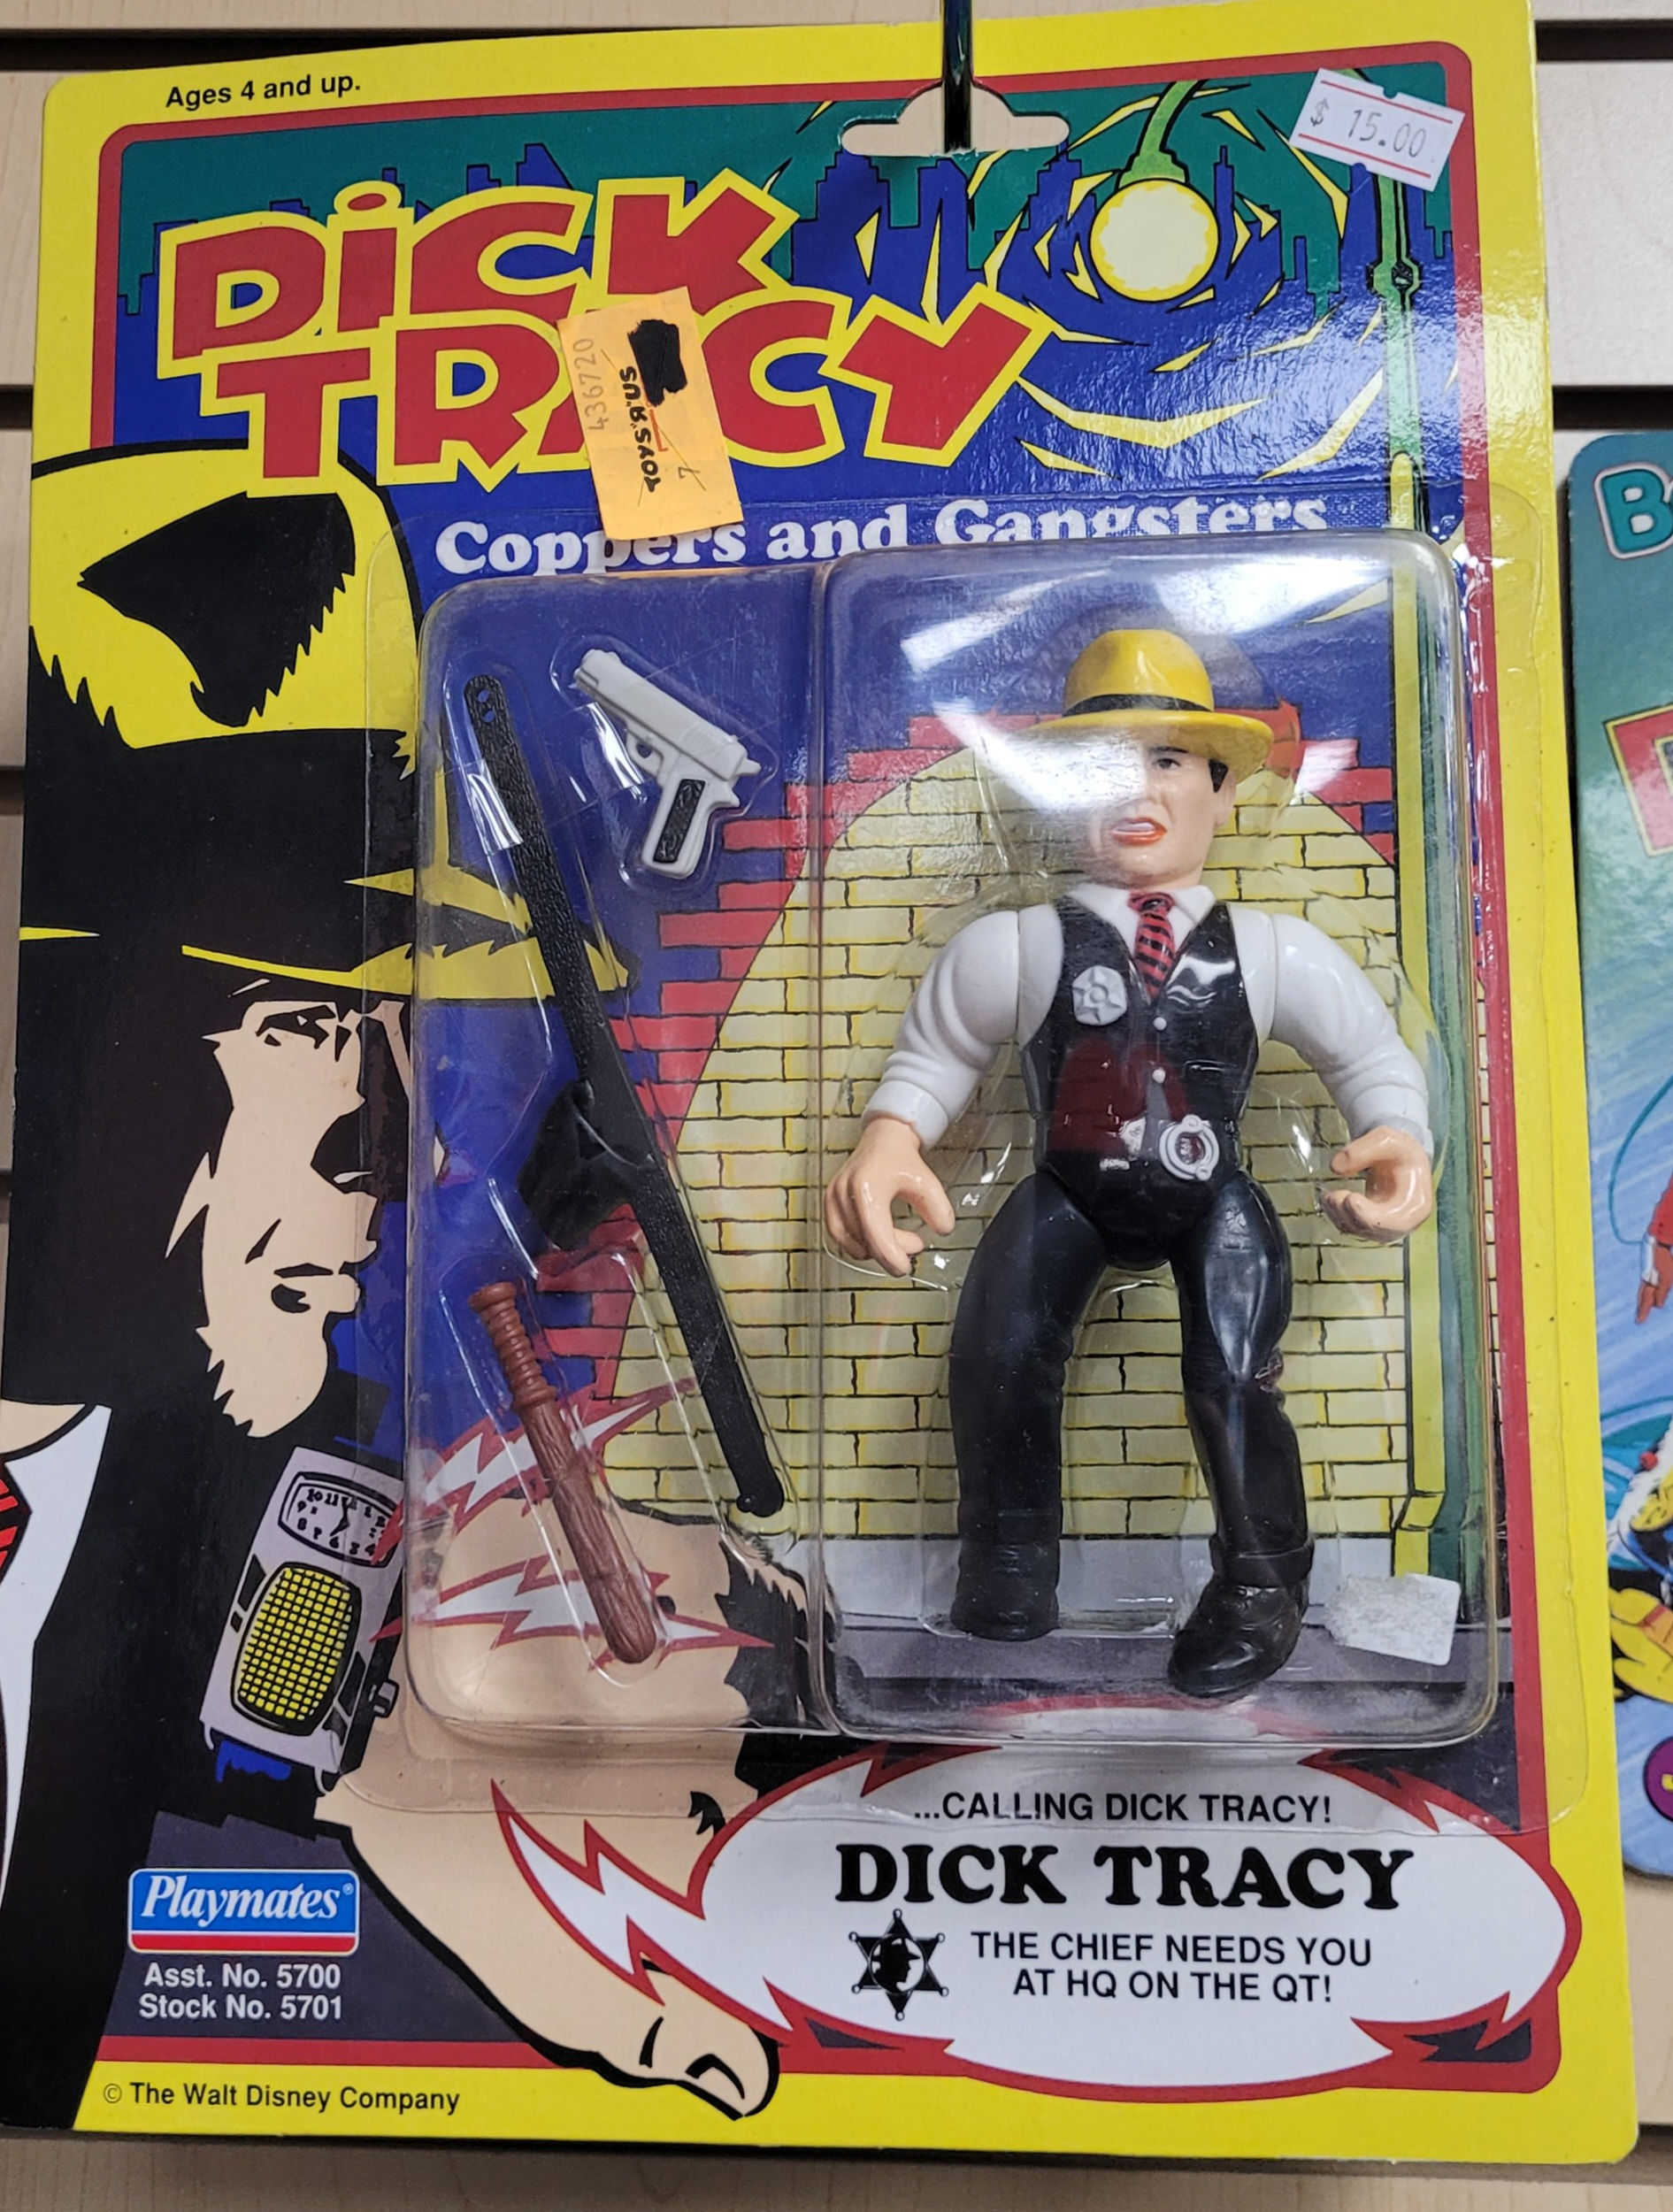 Ages 4 and up.
$ 15.00
DiCK
TRACY
436720
TOYS"R"US
7
Coppers and Gangsters
...CALLING DICK TRACY!
DICK TRACY
THE CHIEF NEEDS YOU
AT HQ ON THE QT!
Playmates®
Asst. No. 5700
Stock No. 5701
© The Walt Disney Company